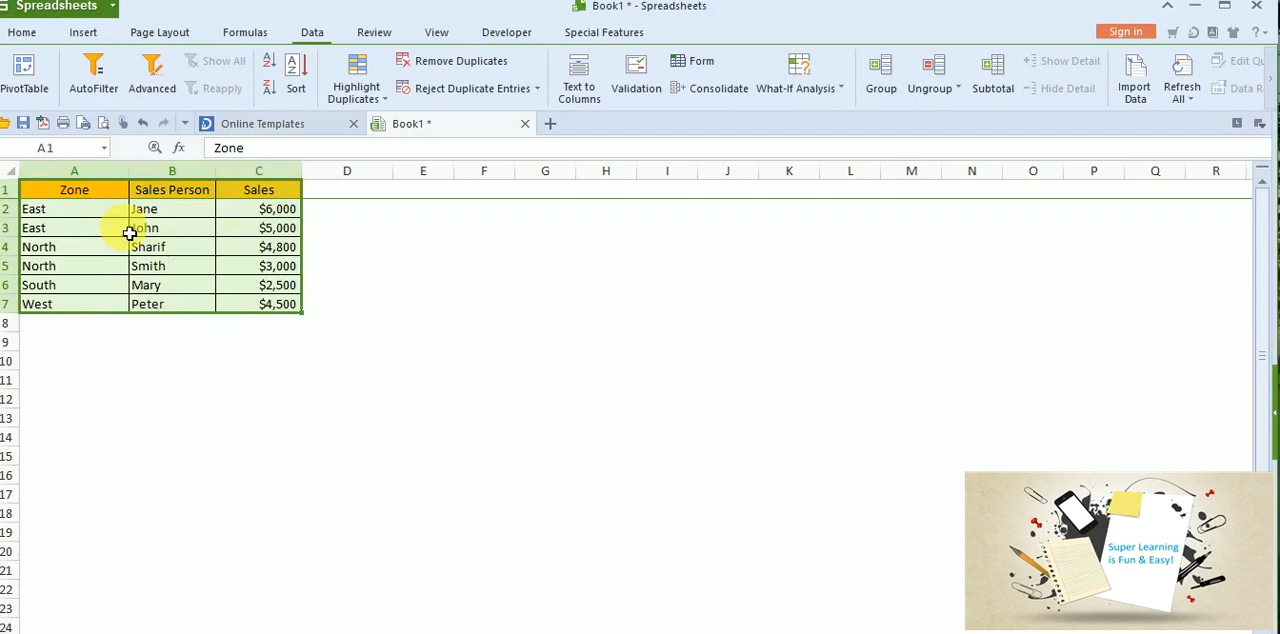 Spreadsheets
Book1 * - Spreadsheets
Home Insert Page Layout Formulas Data Review View Developer Special Features Sign in
PivotTable AutoFilter Advanced Show All Reapply Sort Highlight Duplicates Remove Duplicates Reject Duplicate Entries Text to Columns Validation Form Consolidate What-If Analysis Group Ungroup Subtotal Show Detail Hide Detail Import Data Refresh All Edit Qu Data R
Online Templates Book1 *
A1 fx Zone
A B C D E F G H I J K L M N O P Q R
1 Zone Sales Person Sales
2 East Jane $6,000
3 East John $5,000
4 North Sharif $4,800
5 North Smith $3,000
6 South Mary $2,500
7 West Peter $4,500
8
9
10
11
12
13
14
15
16
17
18
19
20
21
22
23
24
Super Learning
is Fun & Easy!